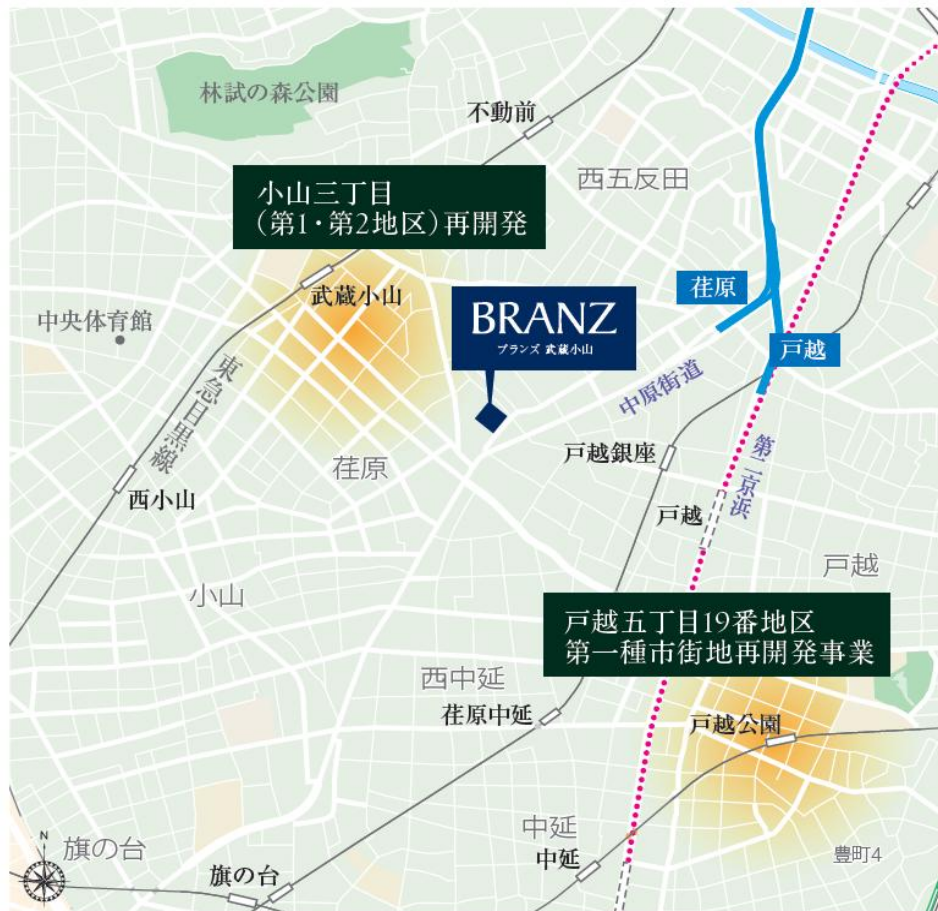 林試の森公園
不動前
小山三丁目
(第1・第2地区)再開発
西五反田
武蔵小山
荏原
中央体育館
BRANZ
ブランズ 武蔵小山
戸越
東急目黒線
中原街道
荏原
戸越銀座
第二京浜
西小山
戸越
戸越
小山
戸越五丁目19番地区
第一種市街地再開発事業
西中延
荏原中延
戸越公園
N
旗の台
中延
中延
豊町4
旗の台